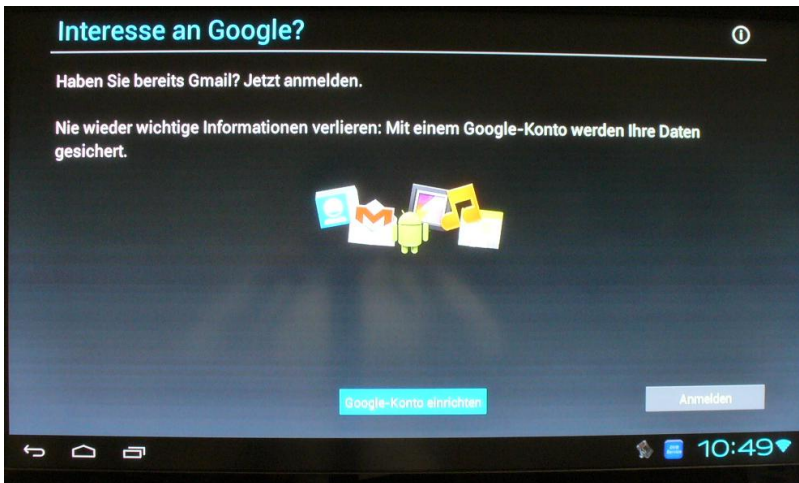 Interesse an Google?
Haben Sie bereits Gmail? Jetzt anmelden.
Nie wieder wichtige Informationen verlieren: Mit einem Google-Konto werden Ihre Daten
gesichert.
Google-Konto einrichten
Anmelden
10:49